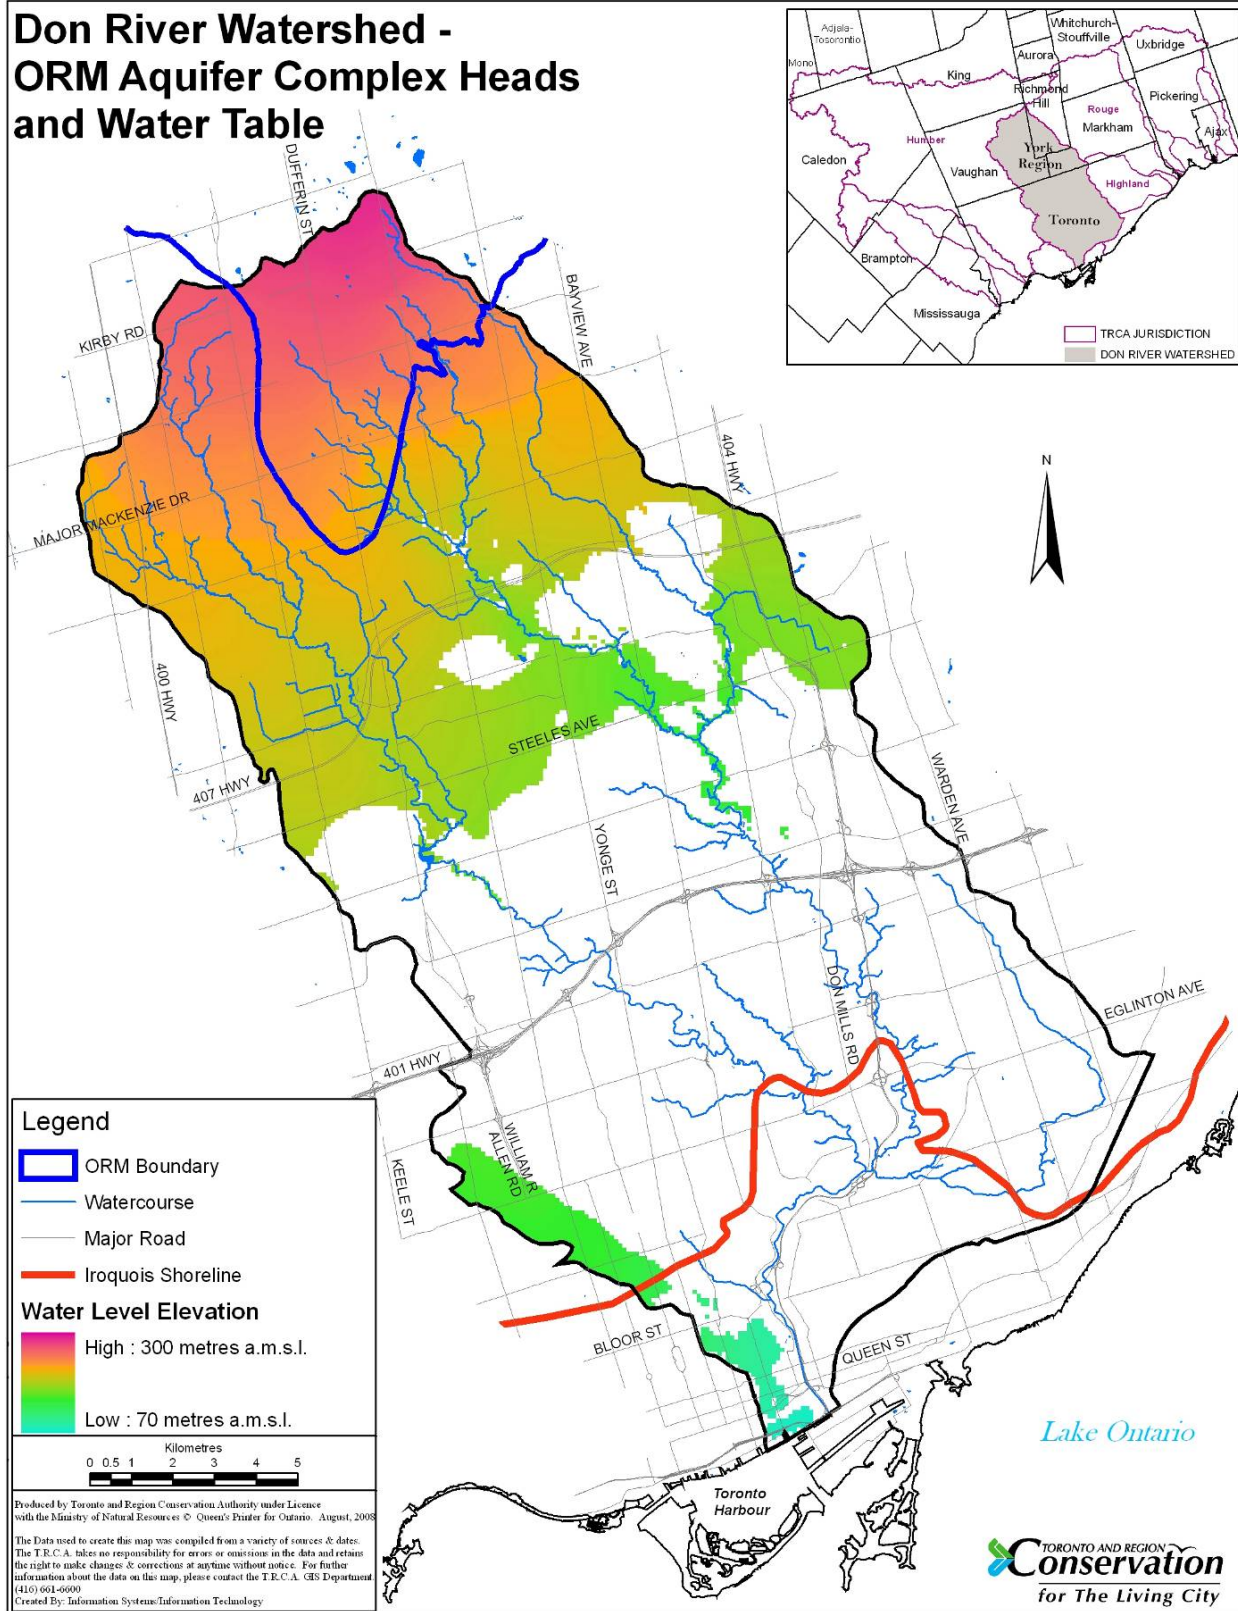 Don River Watershed -
ORM Aquifer Complex Heads
and Water Table
Adjala-
Tosorontio
Mono
King
Aurora
Whitchurch-
Stouffville
Uxbridge
Richmond
Hill
Pickering
Rouge
Markham
Ajax
Humber
Caledon
Vaughan
York
Region
Highland
Toronto
Brampton
Mississauga
TRCA JURISDICTION
DON RIVER WATERSHED
DUFFERIN ST
BAYVIEW AVE
KIRBY RD
404 HWY
MAJOR MACKENZIE DR
N
400 HWY
STEELES AVE
407 HWY
WARDEN AVE
YONGE ST
DON MILLS RD
EGLINTON AVE
401 HWY
WILLIAM R
ALLEN RD
KEELE ST
BLOOR ST
QUEEN ST
Lake Ontario
Toronto
Harbour
Legend
ORM Boundary
Watercourse
Major Road
Iroquois Shoreline
Water Level Elevation
High : 300 metres a.m.s.l.
Low : 70 metres a.m.s.l.
Kilometres
0 0.5 1 2 3 4 5
Produced by Toronto and Region Conservation Authority under Licence
with the Ministry of Natural Resources © Queen's Printer for Ontario. August, 2008
The Data used to create this map was compiled from a variety of sources & dates.
The T.R.C.A. takes no responsibility for errors or omissions in the data and retains
the right to make changes & corrections at anytime without notice. For further
information about the data on this map, please contact the T.R.C.A. GIS Department.
(416) 661-6600
Created By: Information Systems/Information Technology
TORONTO AND REGION
Conservation
for The Living City